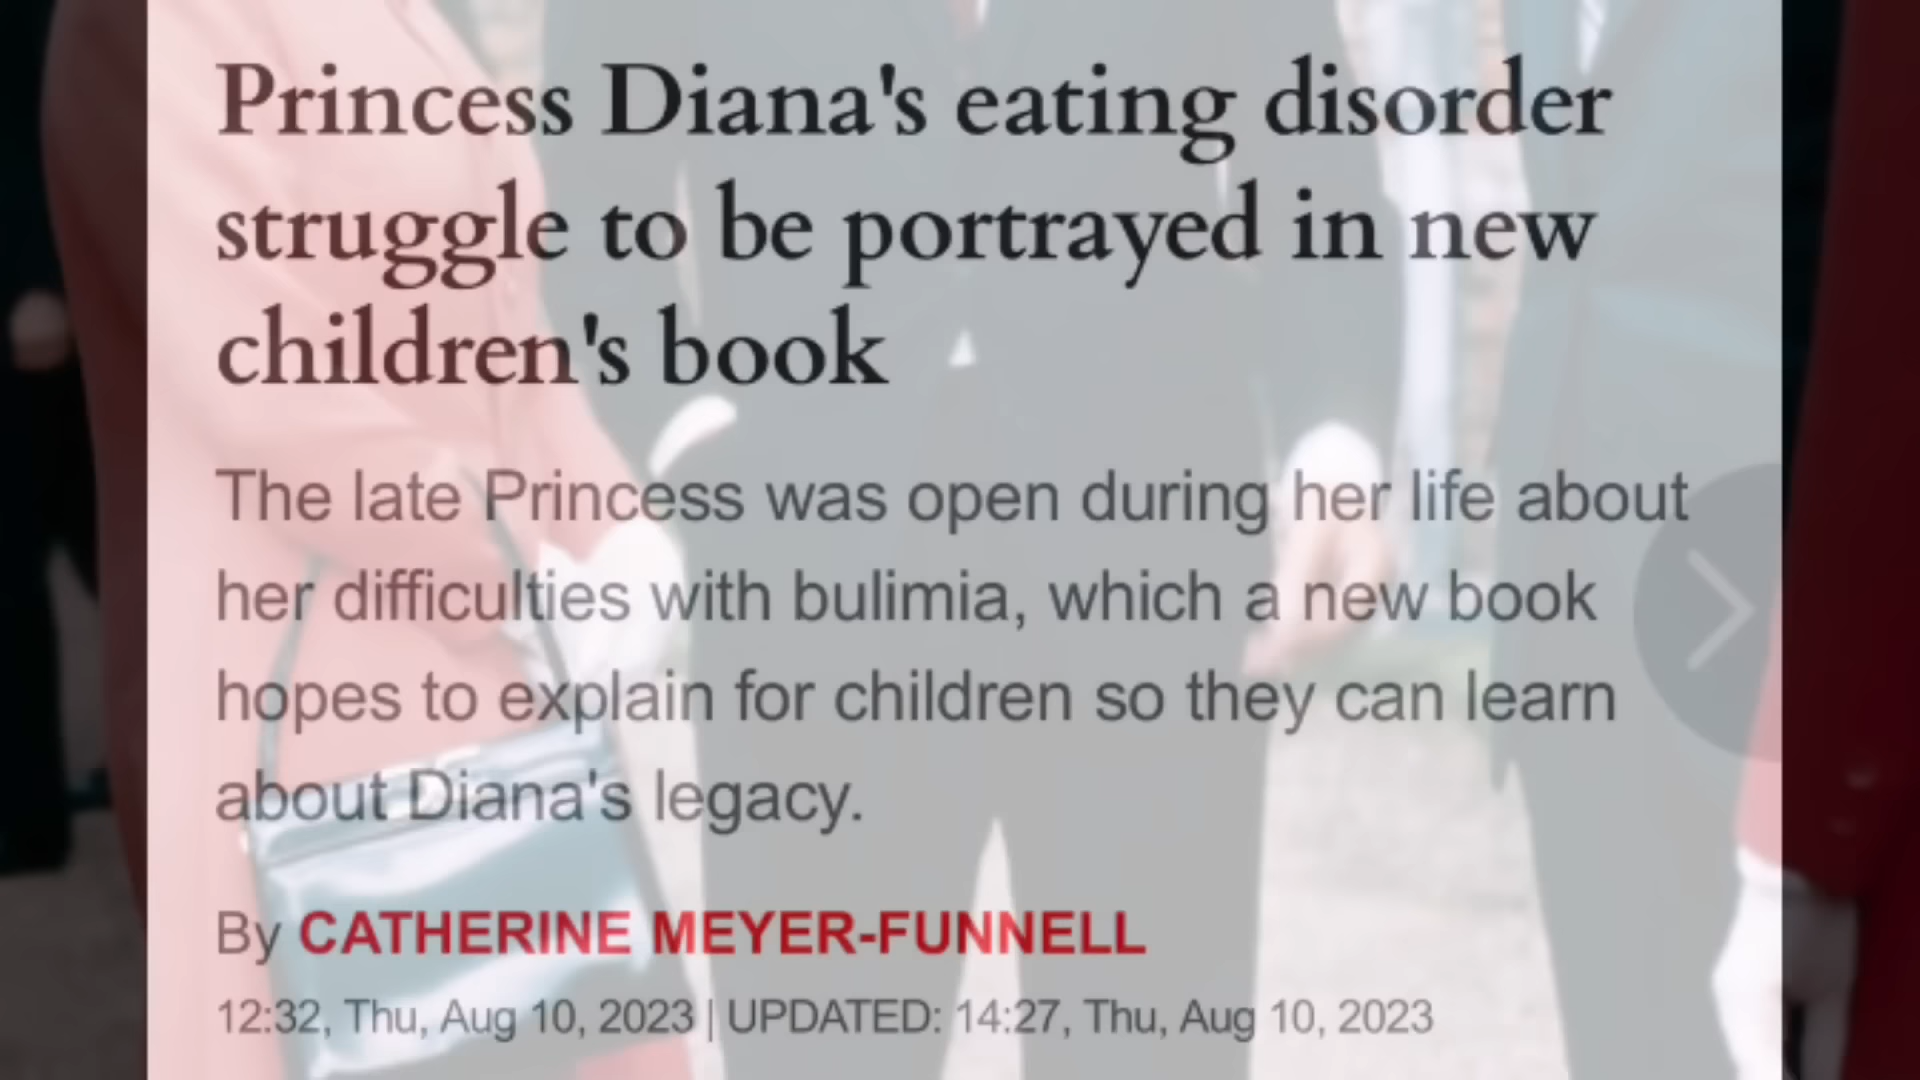 Princess Diana's eating disorder
struggle to be portrayed in new
children's book
The late Princess was open during her life about
her difficulties with bulimia, which a new book
hopes to explain for children so they can learn
about Diana's legacy.
By CATHERINE MEYER-FUNNELL
12:32, Thu, Aug 10, 2023 | UPDATED: 14:27, Thu, Aug 10, 2023